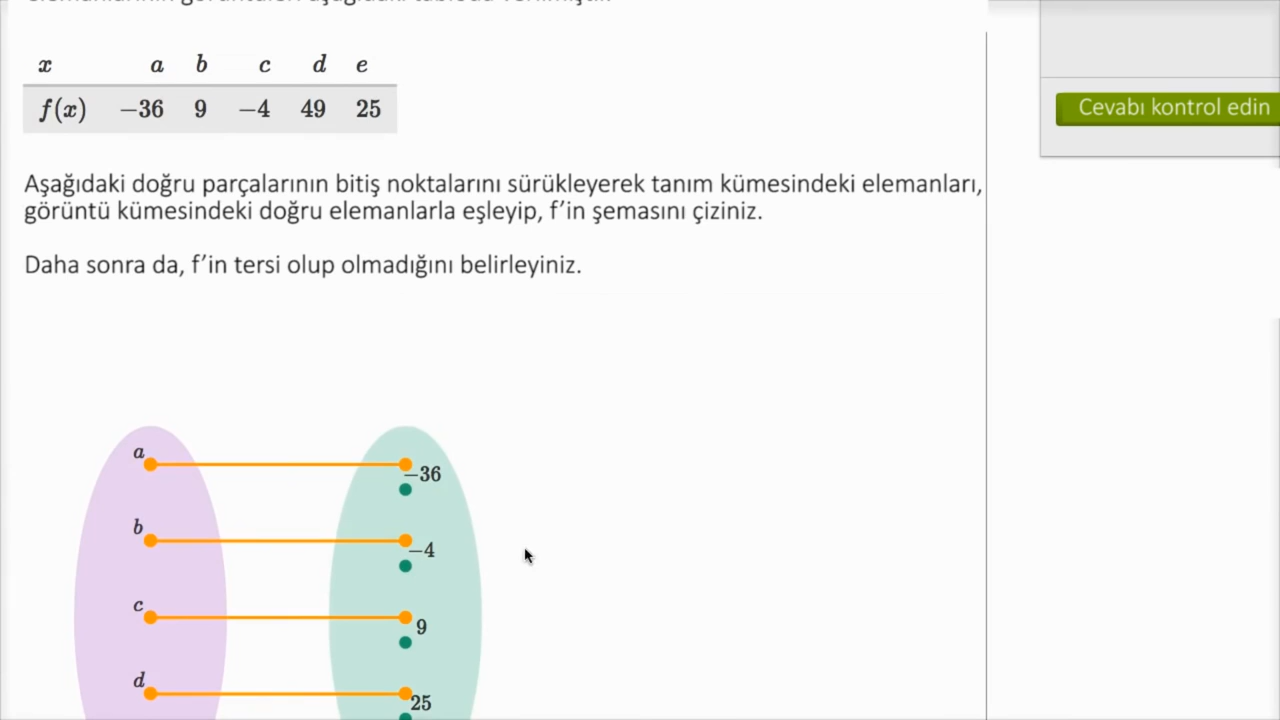 x a b c d e
f(x) −36 9 −4 49 25
Cevabı kontrol edin
Aşağıdaki doğru parçalarının bitiş noktalarını sürükleyerek tanım kümesindeki elemanları,
görüntü kümesindeki doğru elemanlarla eşleyip, f’in şemasını çiziniz.
Daha sonra da, f’in tersi olup olmadığını belirleyiniz.
a
−36
b
−4
c
9
d
25